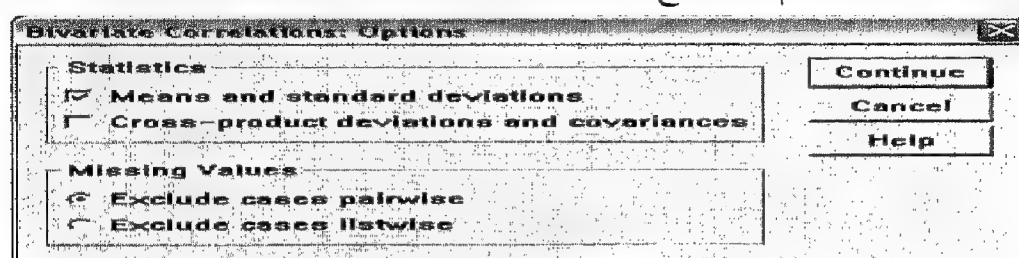 Bivariate Correlations: Options
Statistics
Means and standard deviations
Cross-product deviations and covariances
Missing Values
Exclude cases pairwise
Exclude cases listwise
Continue
Cancel
Help